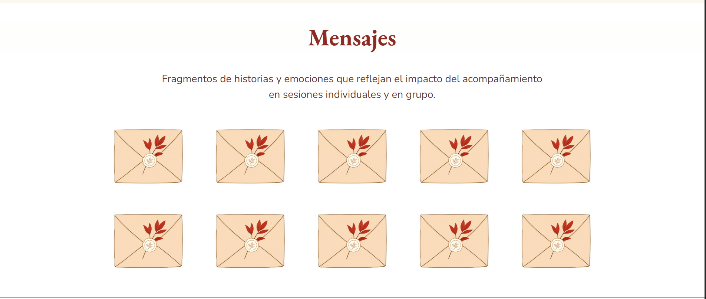 Mensajes
Fragmentos de historias y emociones que reflejan el impacto del acompañamiento
en sesiones individuales y en grupo.